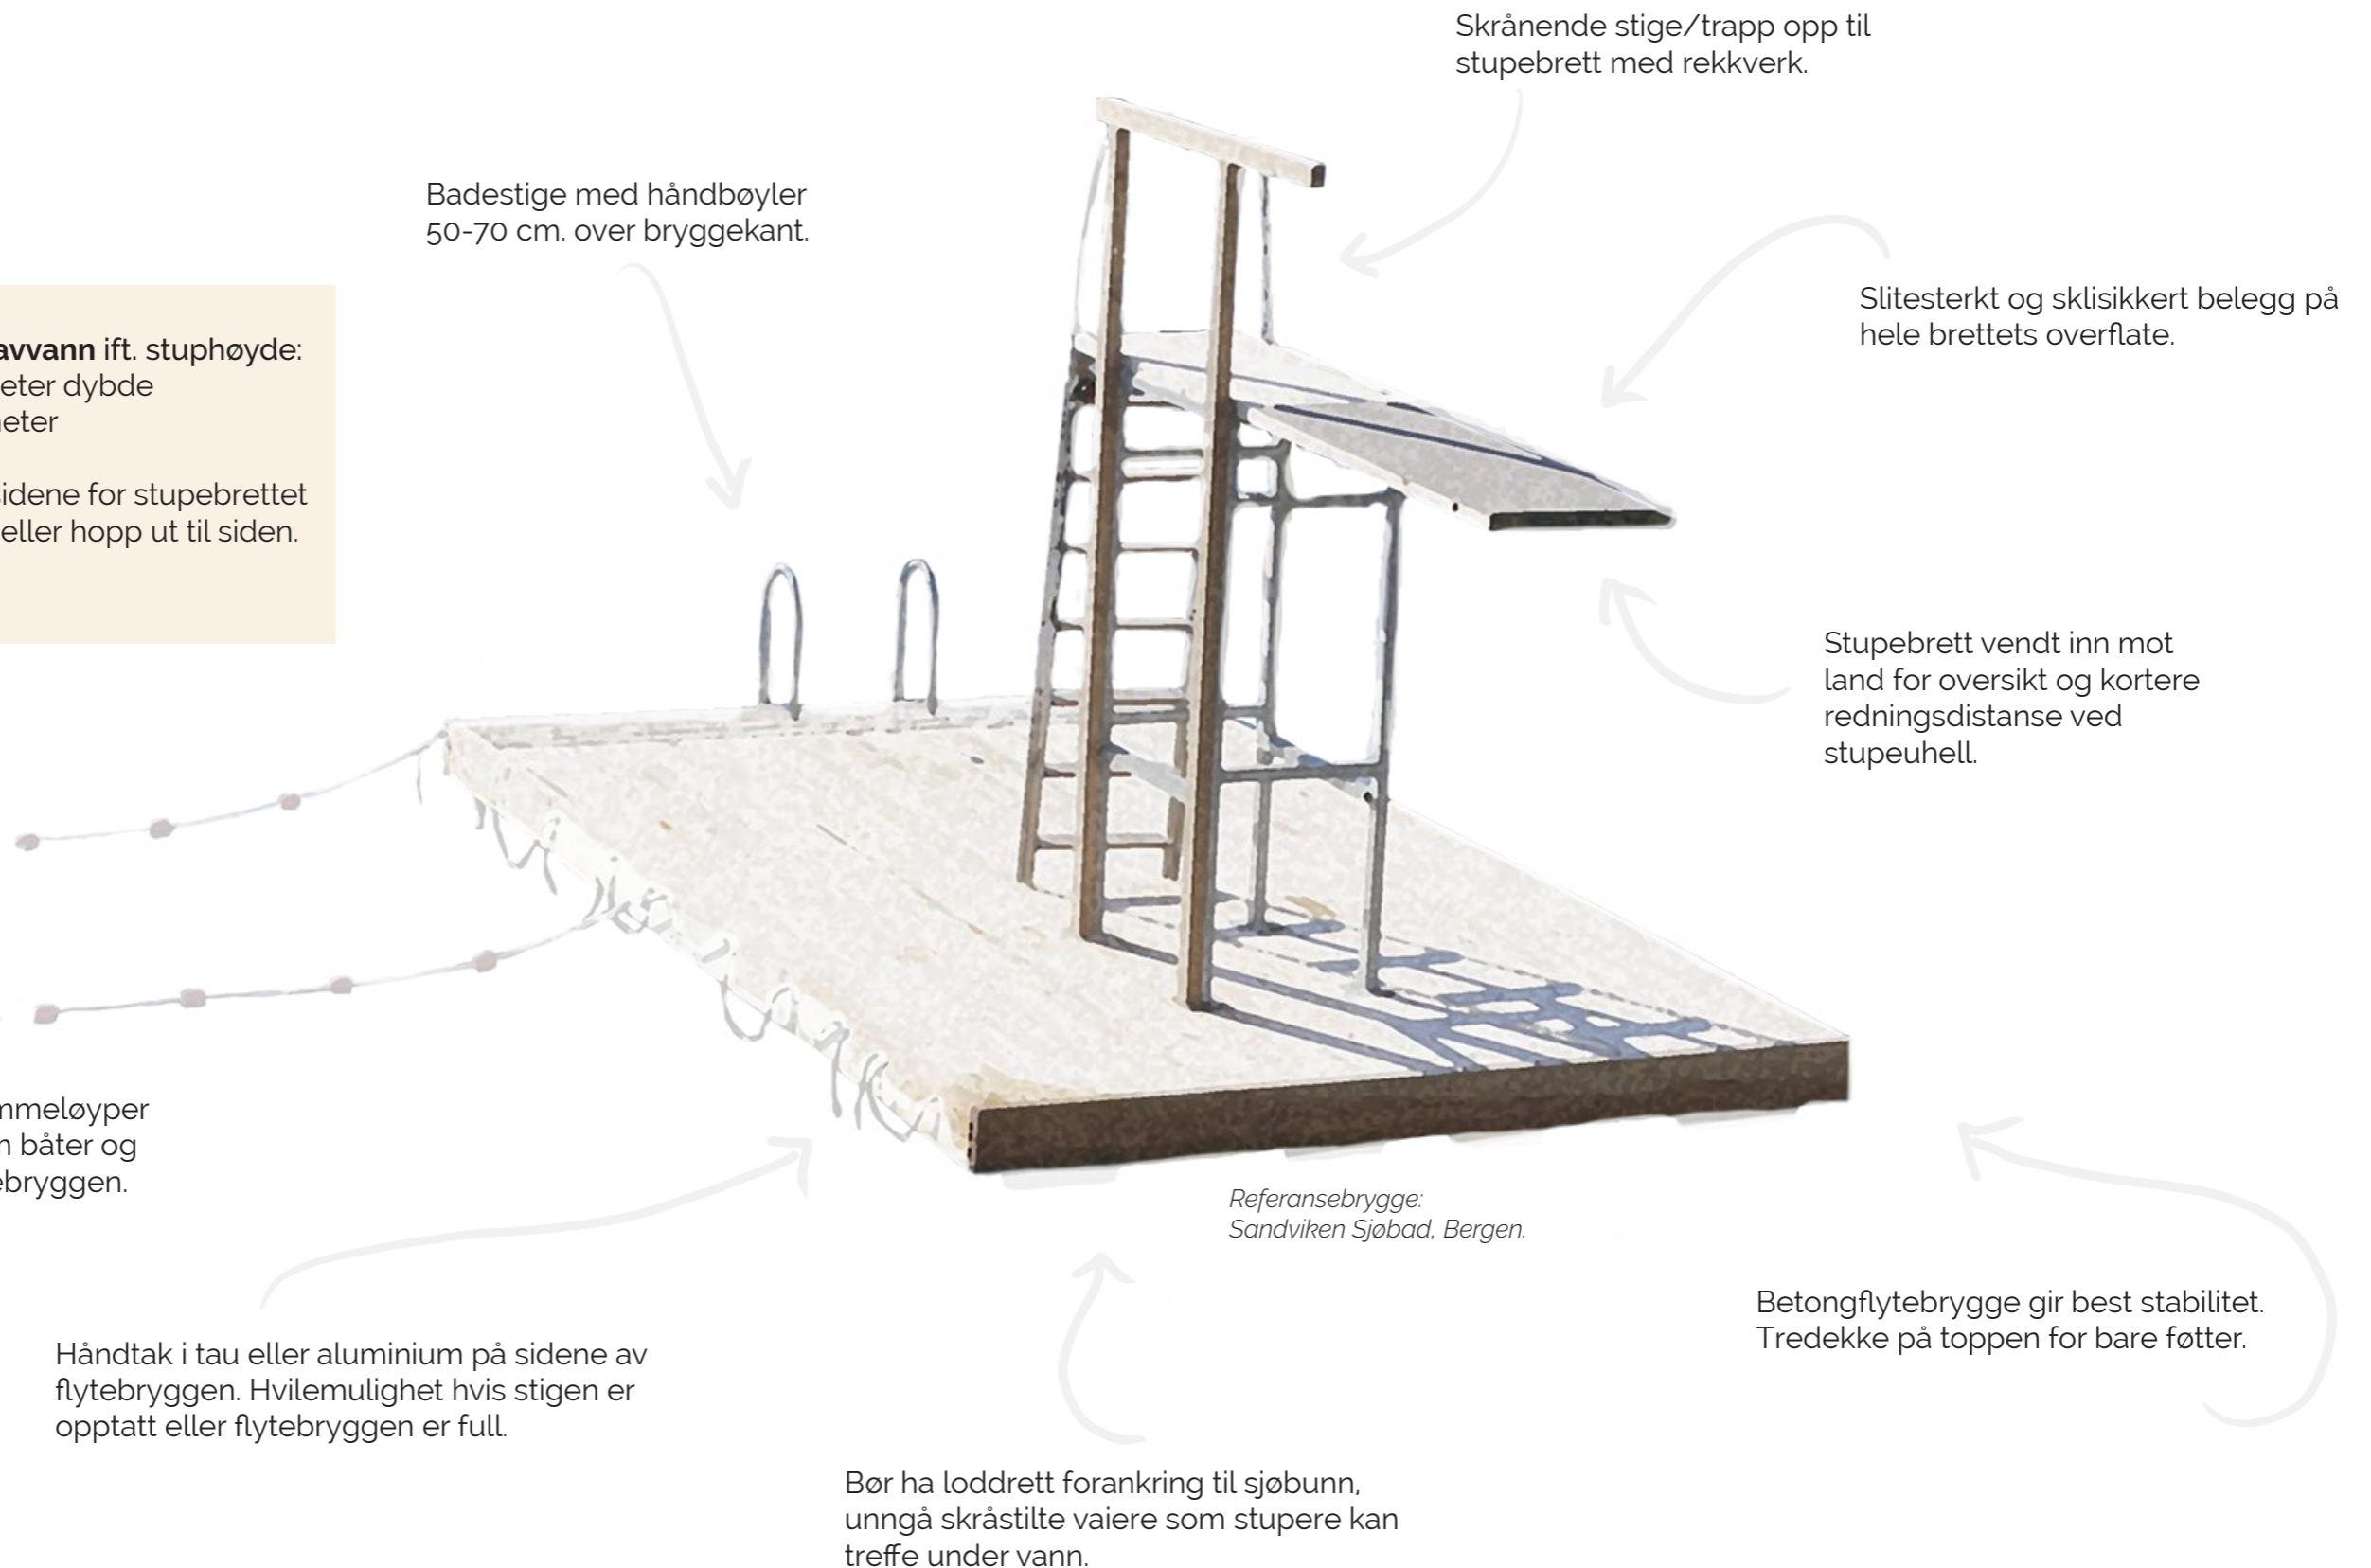 Skrånende stige/trapp opp til
stupebrett med rekkverk.
Badestige med håndbøyler
50-70 cm. over bryggekant.
Slitesterkt og sklisikkert belegg på
hele brettets overflate.
avvann ift. stuphøyde:
eter dybde
eter
idene for stupebrettet
eller hopp ut til siden.
Stupebrett vendt inn mot
land for oversikt og kortere
redningsdistanse ved
stupeuhell.
mmeløyper
båter og
ebryggen.
Referansebrygge:
Sandviken Sjøbad, Bergen.
Betongflytebrygge gir best stabilitet.
Tredekke på toppen for bare føtter.
Håndtak i tau eller aluminium på sidene av
flytebryggen. Hvilemulighet hvis stigen er
opptatt eller flytebryggen er full.
Bør ha loddrett forankring til sjøbunn,
unngå skråstilte vaiere som stupere kan
treffe under vann.